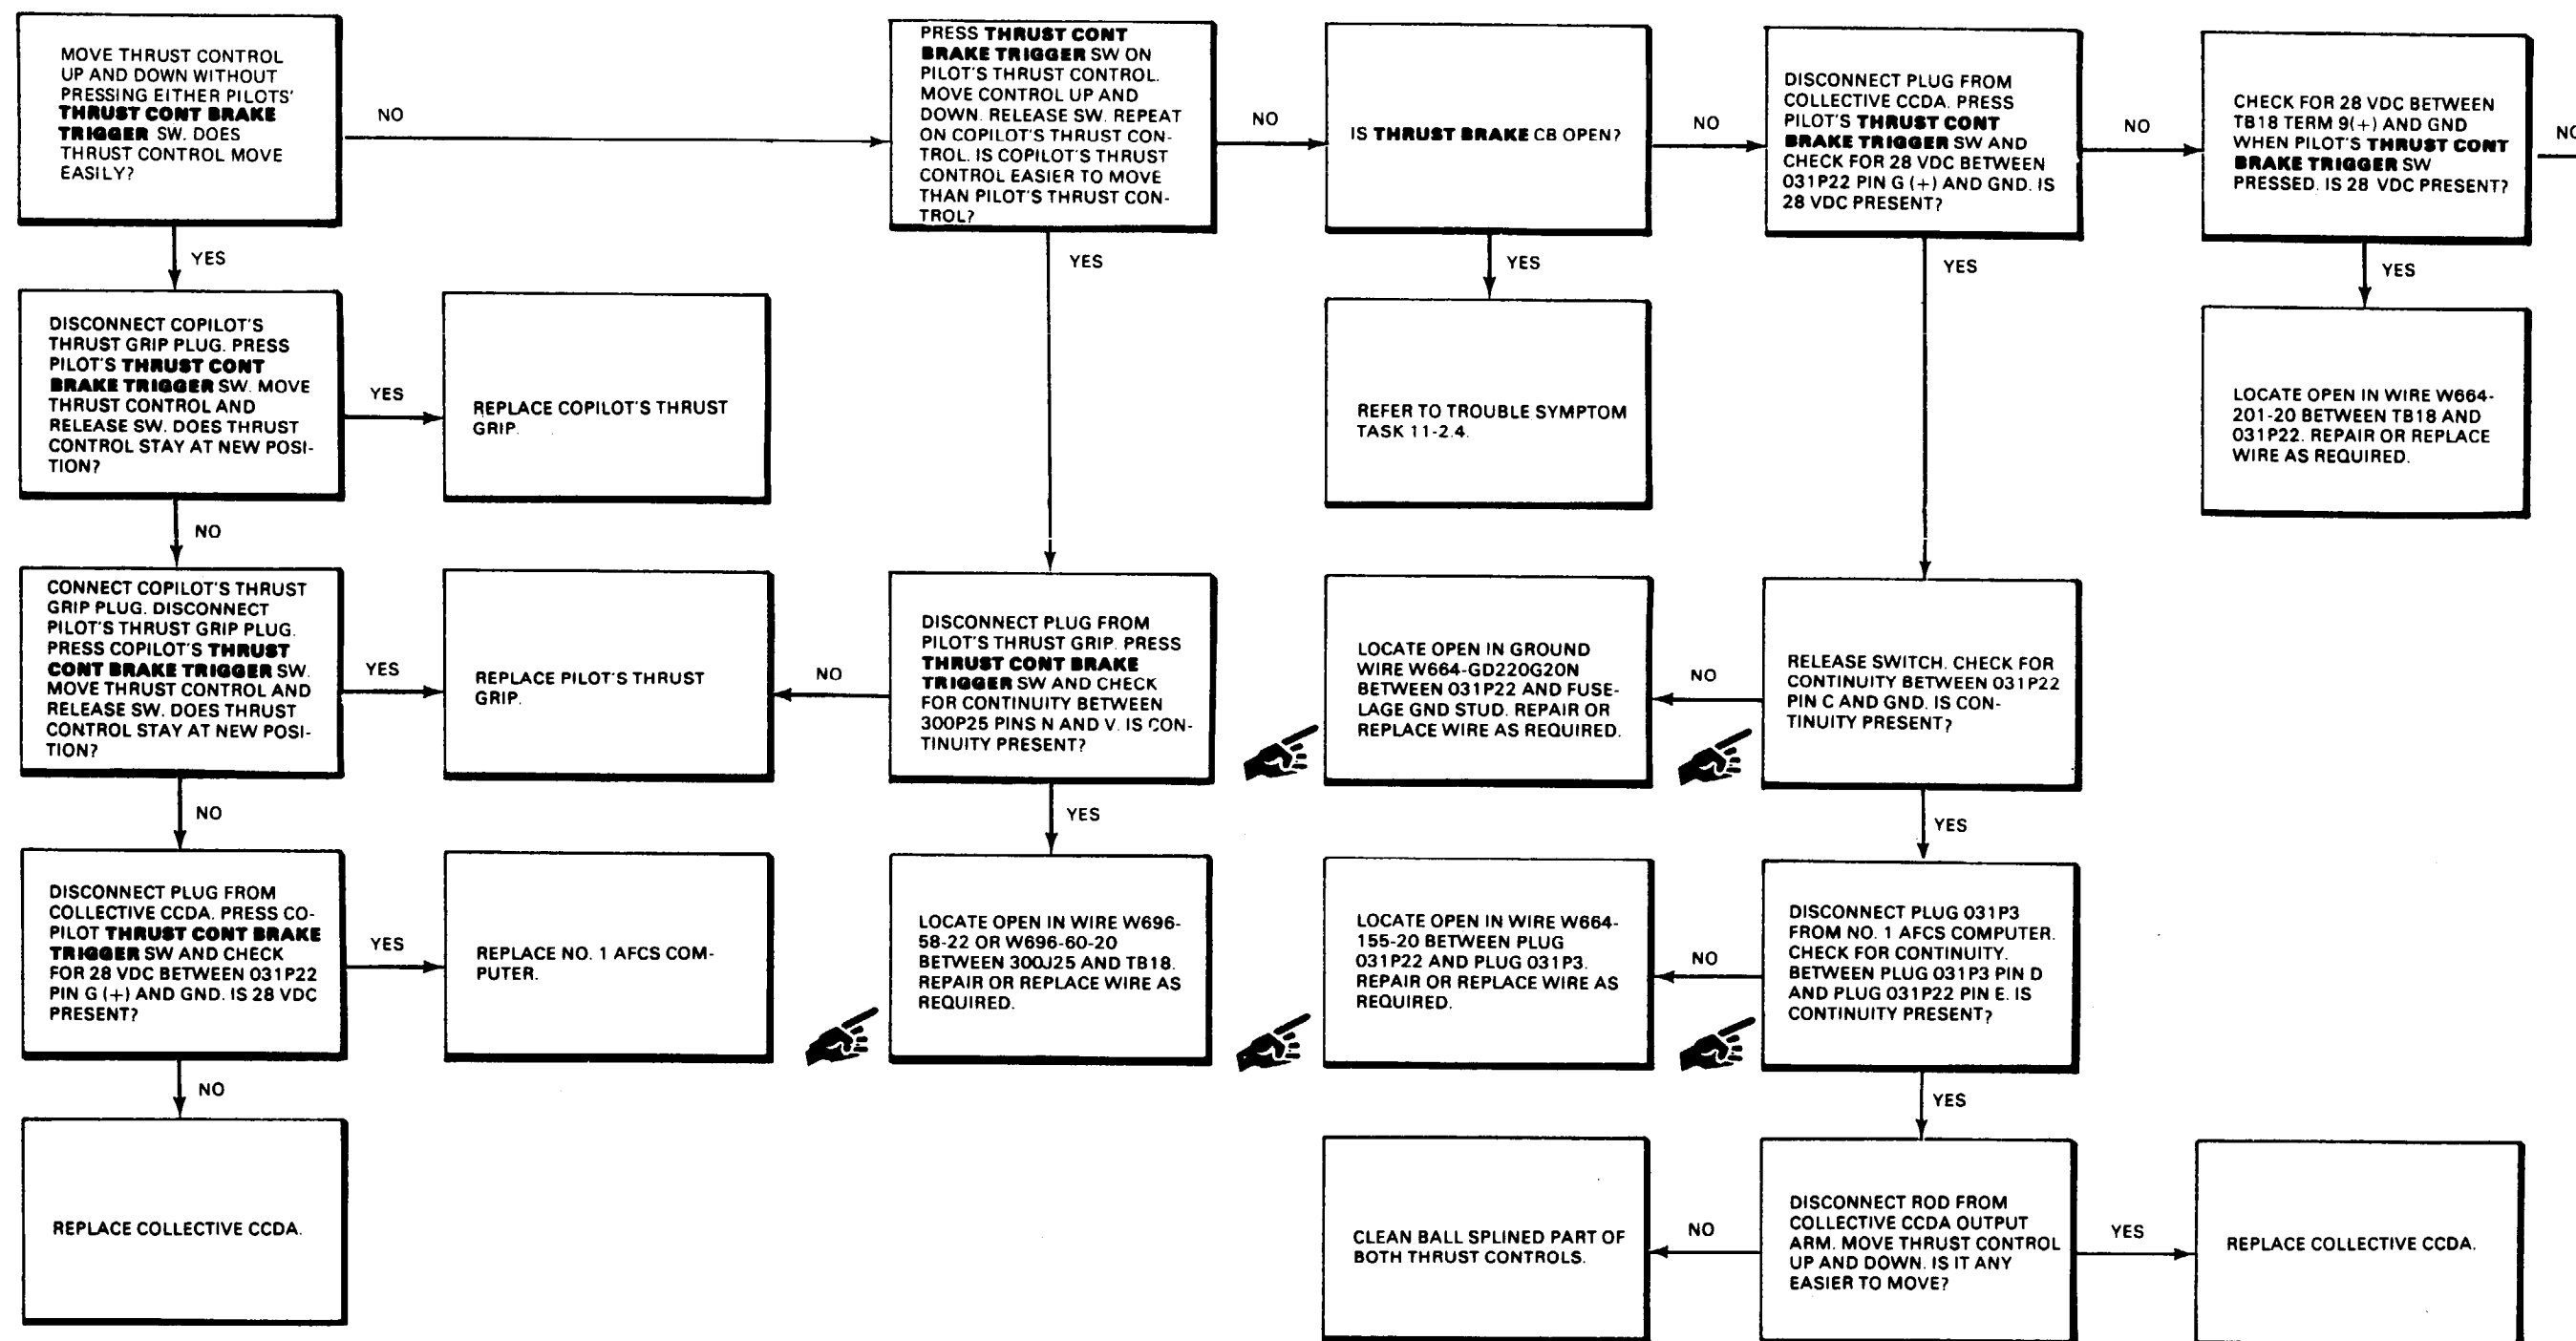 MOVE THRUST CONTROL
UP AND DOWN WITHOUT
PRESSING EITHER PILOTS'
THRUST CONT BRAKE
TRIGGER SW. DOES
THRUST CONTROL MOVE
EASILY?
NO
YES
PRESS THRUST CONT
BRAKE TRIGGER SW ON
PILOT'S THRUST CONTROL.
MOVE CONTROL UP AND
DOWN. RELEASE SW. REPEAT
ON COPILOT'S THRUST CON-
TROL. IS COPILOT'S THRUST
CONTROL EASIER TO MOVE
THAN PILOT'S THRUST CON-
TROL?
NO
YES
IS THRUST BRAKE CB OPEN?
NO
YES
DISCONNECT PLUG FROM
COLLECTIVE CCDA. PRESS
PILOT'S THRUST CONT
BRAKE TRIGGER SW AND
CHECK FOR 28 VDC BETWEEN
031P22 PIN G (+) AND GND. IS
28 VDC PRESENT?
NO
YES
CHECK FOR 28 VDC BETWEEN
TB18 TERM 9(+) AND GND
WHEN PILOT'S THRUST CONT
BRAKE TRIGGER SW
PRESSED. IS 28 VDC PRESENT?
NO
YES
DISCONNECT COPILOT'S
THRUST GRIP PLUG. PRESS
PILOT'S THRUST CONT
BRAKE TRIGGER SW. MOVE
THRUST CONTROL AND
RELEASE SW. DOES THRUST
CONTROL STAY AT NEW POSI-
TION?
YES
NO
REPLACE COPILOT'S THRUST
GRIP.
REFER TO TROUBLE SYMPTOM
TASK 11-2.4.
LOCATE OPEN IN WIRE W664-
201-20 BETWEEN TB18 AND
031P22. REPAIR OR REPLACE
WIRE AS REQUIRED.
CONNECT COPILOT'S THRUST
GRIP PLUG. DISCONNECT
PILOT'S THRUST GRIP PLUG.
PRESS COPILOT'S THRUST
CONT BRAKE TRIGGER SW.
MOVE THRUST CONTROL AND
RELEASE SW. DOES THRUST
CONTROL STAY AT NEW POSI-
TION?
YES
NO
REPLACE PILOT'S THRUST
GRIP.
NO
DISCONNECT PLUG FROM
PILOT'S THRUST GRIP. PRESS
THRUST CONT BRAKE
TRIGGER SW AND CHECK
FOR CONTINUITY BETWEEN
300P25 PINS N AND V. IS CON-
TINUITY PRESENT?
YES
LOCATE OPEN IN GROUND
WIRE W664-GD220G20N
BETWEEN 031P22 AND FUSE-
LAGE GND STUD. REPAIR OR
REPLACE WIRE AS REQUIRED.
NO
RELEASE SWITCH. CHECK FOR
CONTINUITY BETWEEN 031P22
PIN C AND GND. IS CON-
TINUITY PRESENT?
YES
DISCONNECT PLUG FROM
COLLECTIVE CCDA. PRESS CO-
PILOT THRUST CONT BRAKE
TRIGGER SW AND CHECK
FOR 28 VDC BETWEEN 031P22
PIN G (+) AND GND. IS 28 VDC
PRESENT?
YES
NO
REPLACE NO. 1 AFCS COM-
PUTER.
LOCATE OPEN IN WIRE W696-
58-22 OR W696-60-20
BETWEEN 300J25 AND TB18.
REPAIR OR REPLACE WIRE AS
REQUIRED.
LOCATE OPEN IN WIRE W664-
155-20 BETWEEN PLUG
031P22 AND PLUG 031P3.
REPAIR OR REPLACE WIRE AS
REQUIRED.
NO
DISCONNECT PLUG 031P3
FROM NO. 1 AFCS COMPUTER.
CHECK FOR CONTINUITY.
BETWEEN PLUG 031P3 PIN D
AND PLUG 031P22 PIN E. IS
CONTINUITY PRESENT?
YES
REPLACE COLLECTIVE CCDA.
CLEAN BALL SPLINED PART OF
BOTH THRUST CONTROLS.
NO
DISCONNECT ROD FROM
COLLECTIVE CCDA OUTPUT
ARM. MOVE THRUST CONTROL
UP AND DOWN. IS IT ANY
EASIER TO MOVE?
YES
REPLACE COLLECTIVE CCDA.